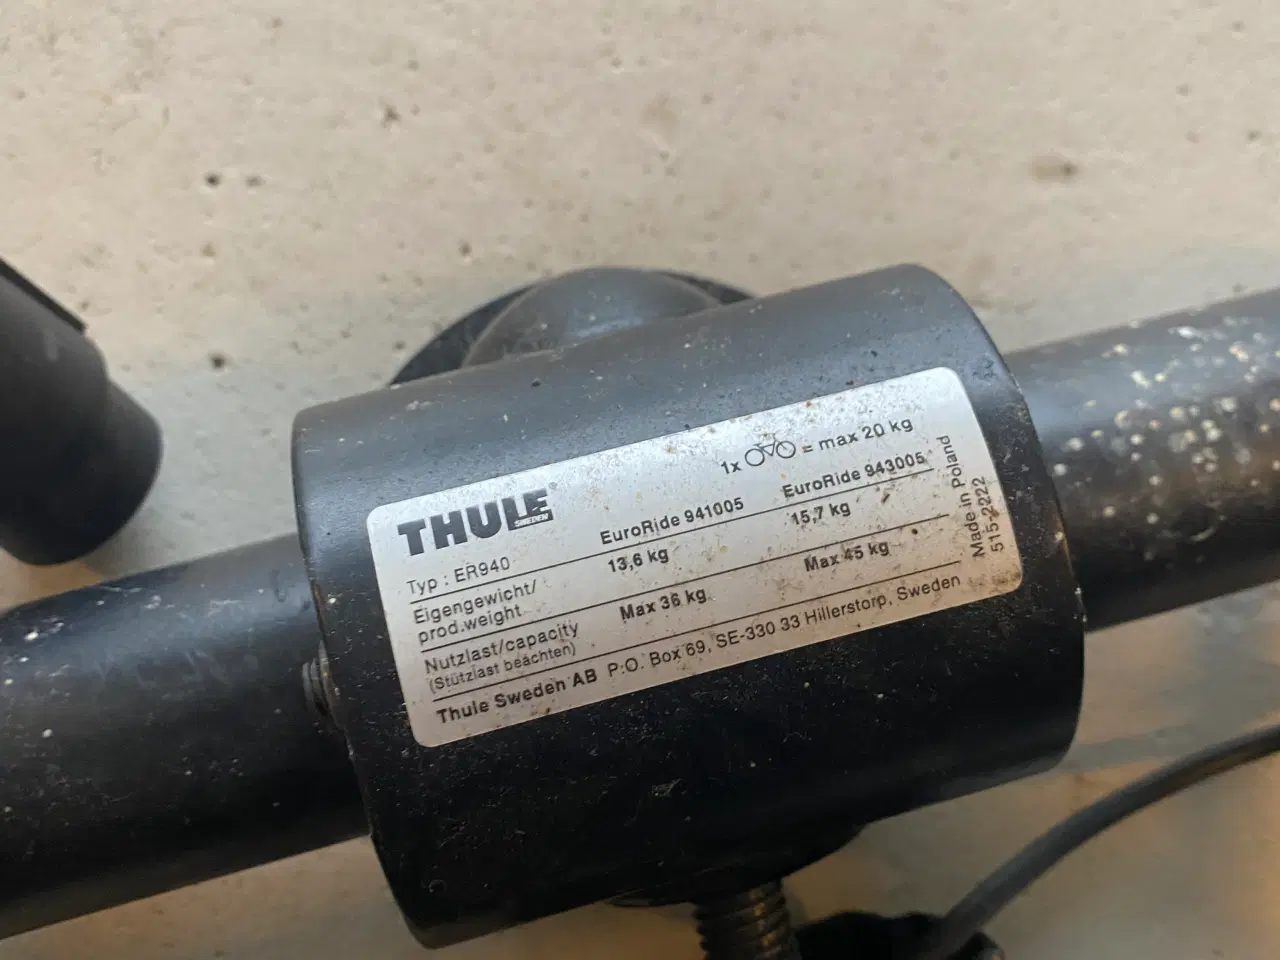 THULE®
SWEDEN
1x = max 20 kg
Typ : ER940 EuroRide 941005 EuroRide 943005
Eigengewicht/
prod.weight 13,6 kg 15,7 kg
Nutzlast/capacity Max 36 kg Max 45 kg
(Stützlast beachten)
Thule Sweden AB P.O. Box 69, SE-330 33 Hillerstorp, Sweden
Made in Poland
515-2222